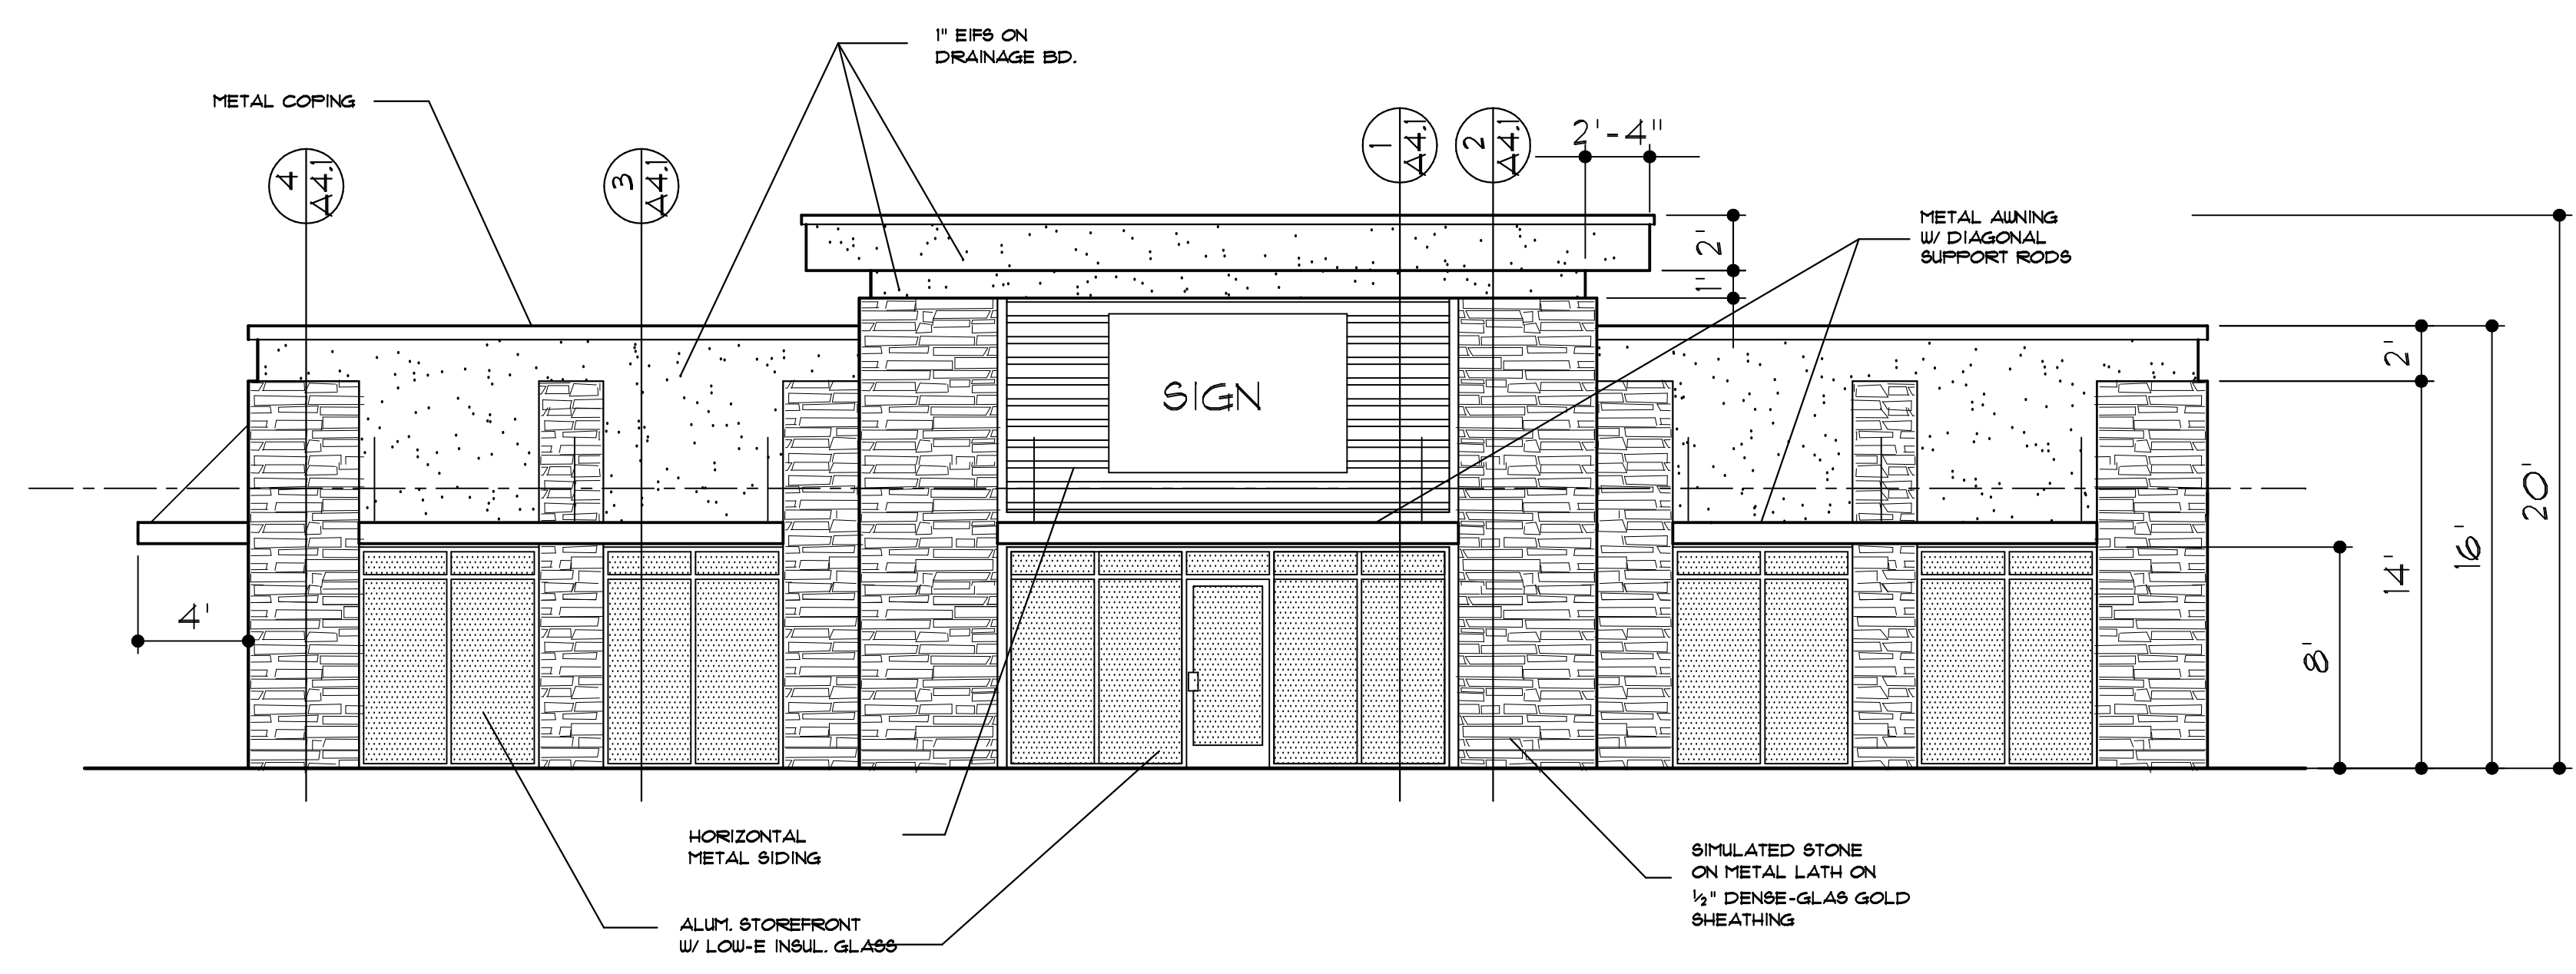 1" EIFS ON
DRAINAGE BD.
METAL COPING
4
A4.1
3
A4.1
1
A4.1
2
A4.1
2'-4"
METAL AWNING
W/ DIAGONAL
SUPPORT RODS
2'
1'
SIGN
2'
14'
16'
20'
8'
4'
HORIZONTAL
METAL SIDING
ALUM. STOREFRONT
W/ LOW-E INSUL. GLASS
SIMULATED STONE
ON METAL LATH ON
½" DENSE-GLAS GOLD
SHEATHING